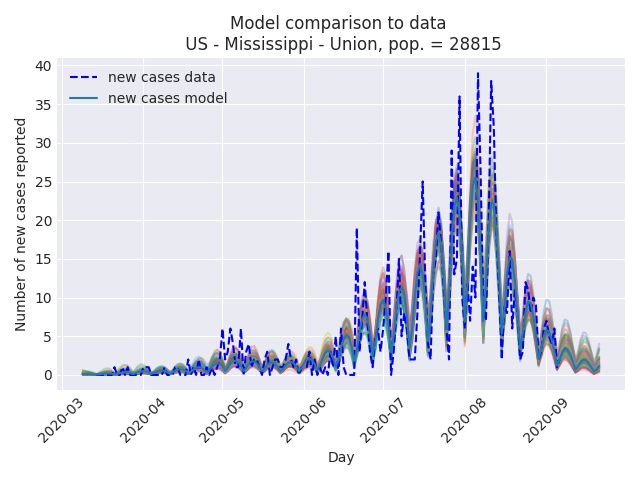 Model comparison to data
US - Mississippi - Union, pop. = 28815
new cases data
new cases model
Number of new cases reported
40
35
30
25
20
15
10
5
0
2020-03
2020-04
2020-05
2020-06
2020-07
2020-08
2020-09
Day